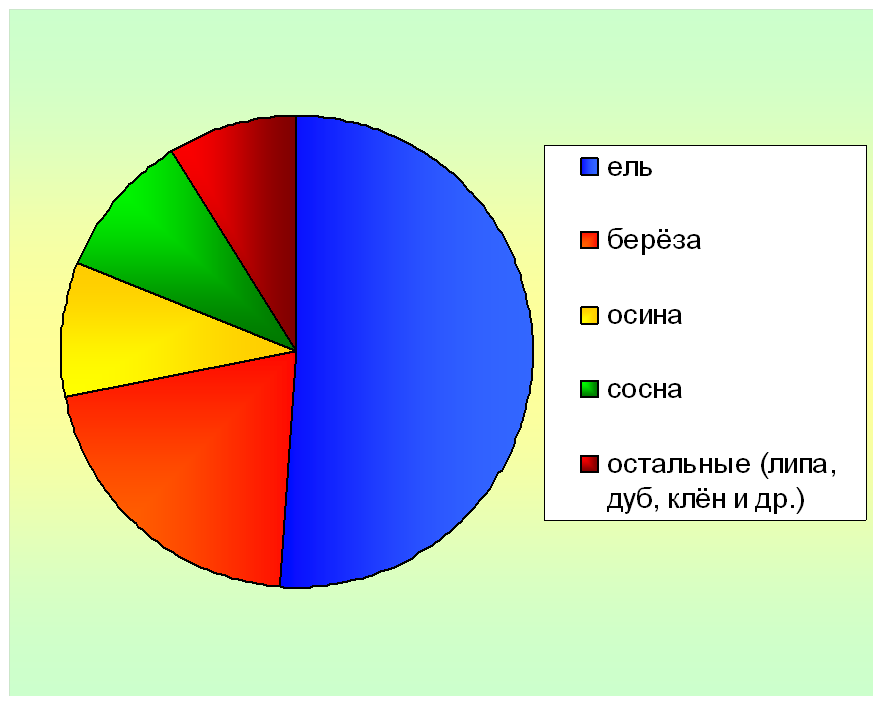 ель
берёза
осина
сосна
остальные (липа,
дуб, клён и др.)